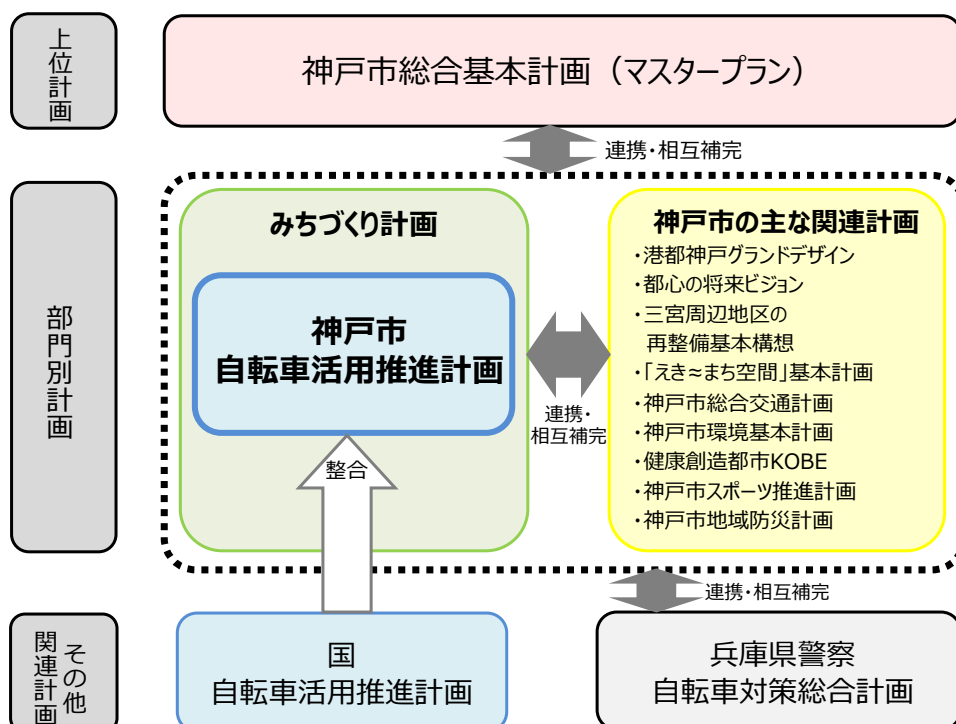 上位計画
神戸市総合基本計画（マスタープラン）
連携・相互補完
部門別計画
みちづくり計画
神戸市
自転車活用推進計画
整合
連携・
相互補完
神戸市の主な関連計画
・港都神戸グランドデザイン
・都心の将来ビジョン
・三宮周辺地区の
再整備基本構想
・「えき≈まち空間」基本計画
・神戸市総合交通計画
・神戸市環境基本計画
・健康創造都市KOBE
・神戸市スポーツ推進計画
・神戸市地域防災計画
連携・相互補完
その他
関連計画
国
自転車活用推進計画
兵庫県警察
自転車対策総合計画